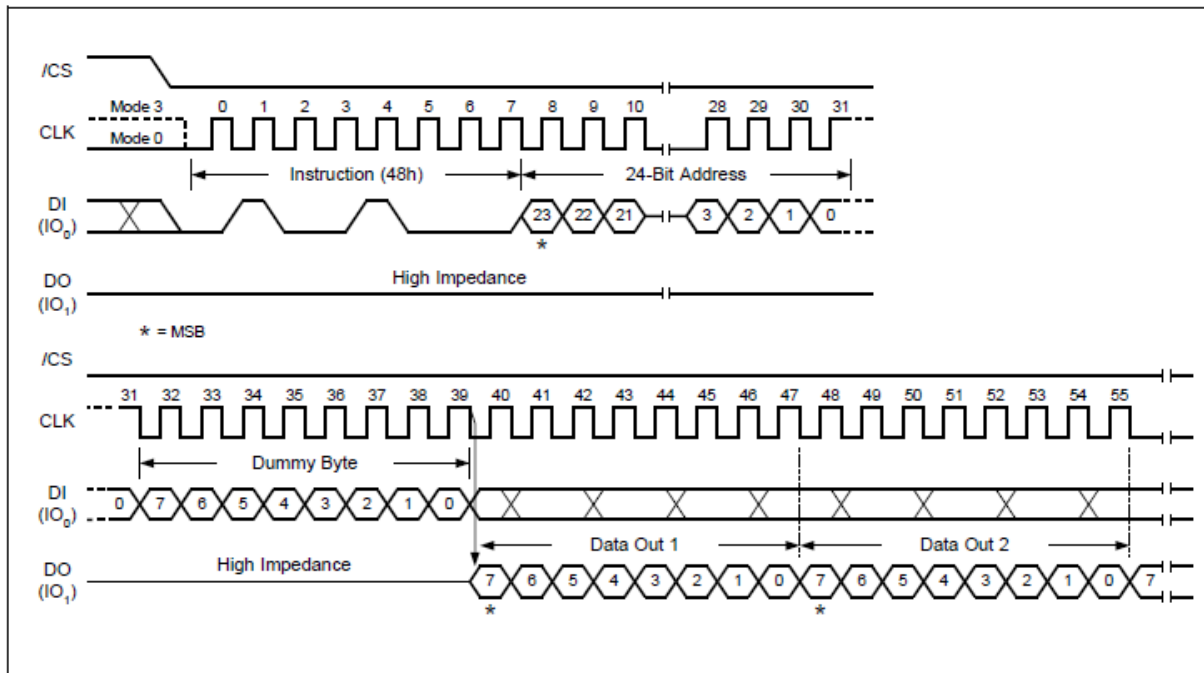 /CS
Mode 3 0 1 2 3 4 5 6 7 8 9 10 28 29 30 31
CLK
Mode 0
Instruction (48h) 24-Bit Address
DI
(IO0) 23 22 21 3 2 1 0
*
DO High Impedance
(IO1)
* = MSB
/CS
31 32 33 34 35 36 37 38 39 40 41 42 43 44 45 46 47 48 49 50 51 52 53 54 55
CLK
Dummy Byte
DI
(IO0) 0 7 6 5 4 3 2 1 0
Data Out 1 Data Out 2
DO High Impedance
(IO1) 7 6 5 4 3 2 1 0 7 6 5 4 3 2 1 0 7
* *